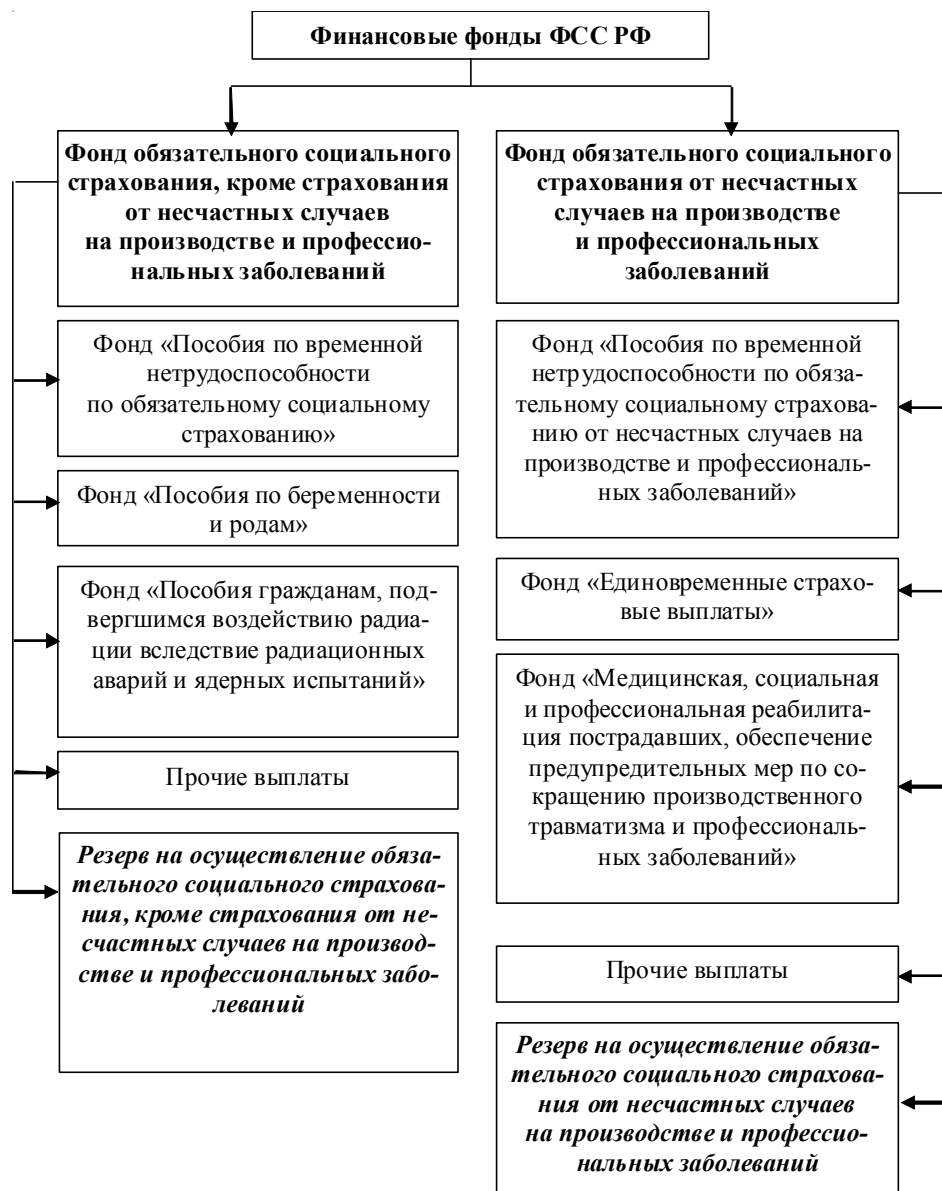 Финансовые фонды ФСС РФ
Фонд обязательного социального
страхования, кроме страхования
от несчастных случаев
на производстве и профессио-
нальных заболеваний
Фонд «Пособия по временной
нетрудоспособности
по обязательному социальному
страхованию»
Фонд «Пособия по беременности
и родам»
Фонд «Пособия гражданам, под-
вергшимся воздействию радиа-
ции вследствие радиационных
аварий и ядерных испытаний»
Прочие выплаты
Резерв на осуществление обяза-
тельного социального страхова-
ния, кроме страхования от не-
счастных случаев на производ-
стве и профессиональных забо-
леваний
Фонд обязательного социального
страхования от несчастных
случаев на производстве
и профессиональных
заболеваний
Фонд «Пособия по временной
нетрудоспособности по обяза-
тельному социальному страхова-
нию от несчастных случаев на
производстве и профессиональ-
ных заболеваний»
Фонд «Единовременные страхо-
вые выплаты»
Фонд «Медицинская, социальная
и профессиональная реабилита-
ция пострадавших, обеспечение
предупредительных мер по со-
кращению производственного
травматизма и профессиональ-
ных заболеваний»
Прочие выплаты
Резерв на осуществление обяза-
тельного социального страхова-
ния от несчастных случаев
на производстве и профессио-
нальных заболеваний